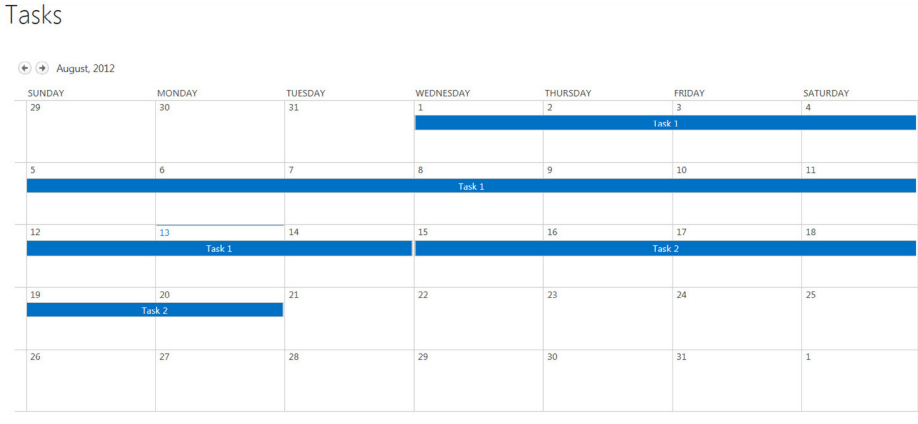 Tasks
August, 2012
SUNDAY MONDAY TUESDAY WEDNESDAY THURSDAY FRIDAY SATURDAY
29 30 31 1 2 3 4
Task 1
5 6 7 8 9 10 11
Task 1
12 13 14 15 16 17 18
Task 1 Task 2
19 20 21 22 23 24 25
Task 2
26 27 28 29 30 31 1